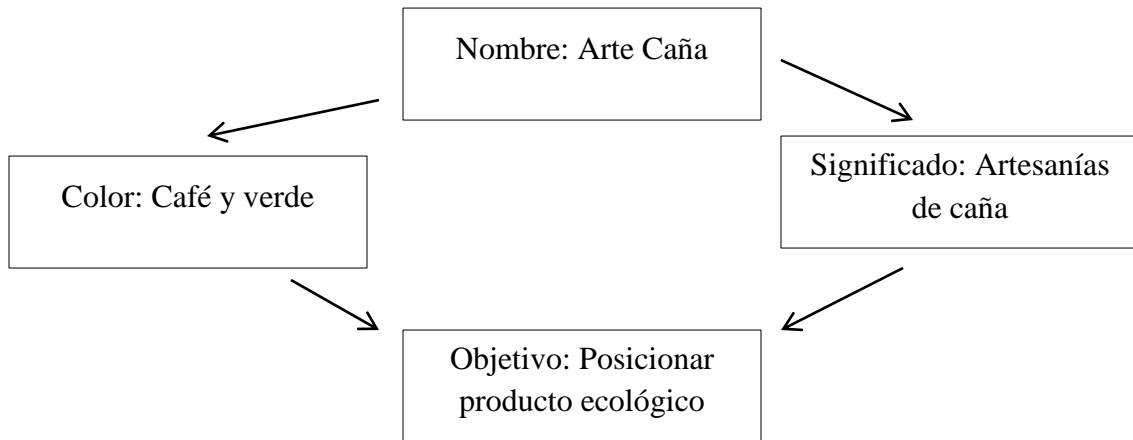 Nombre: Arte Caña
Color: Café y verde
Significado: Artesanías
de caña
Objetivo: Posicionar
producto ecológico